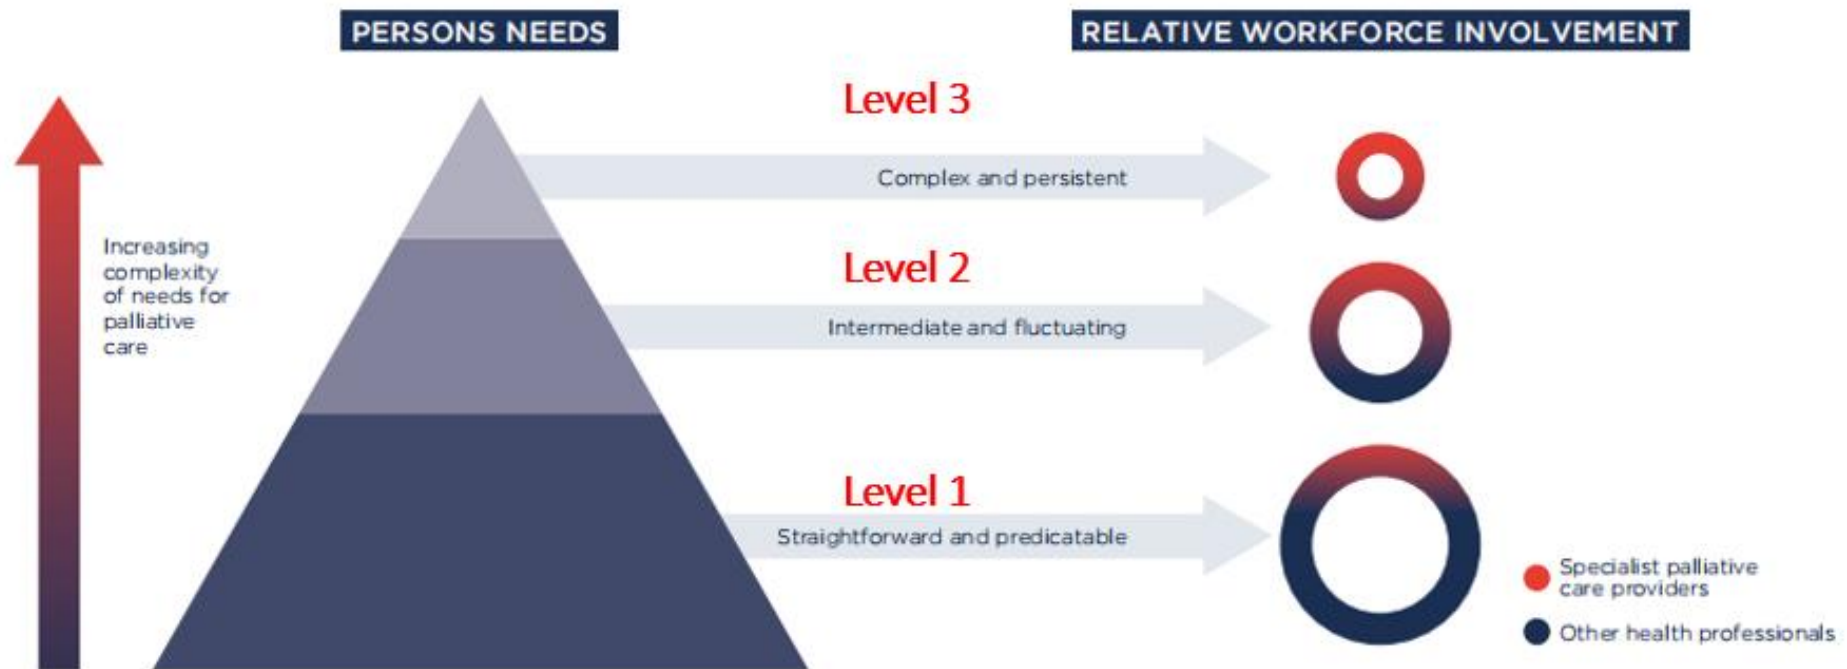 PERSONS NEEDS
RELATIVE WORKFORCE INVOLVEMENT
Increasing
complexity
of needs for
palliative
care
Level 3
Complex and persistent
Level 2
Intermediate and fluctuating
Level 1
Straightforward and predicatable
Specialist palliative
care providers
Other health professionals